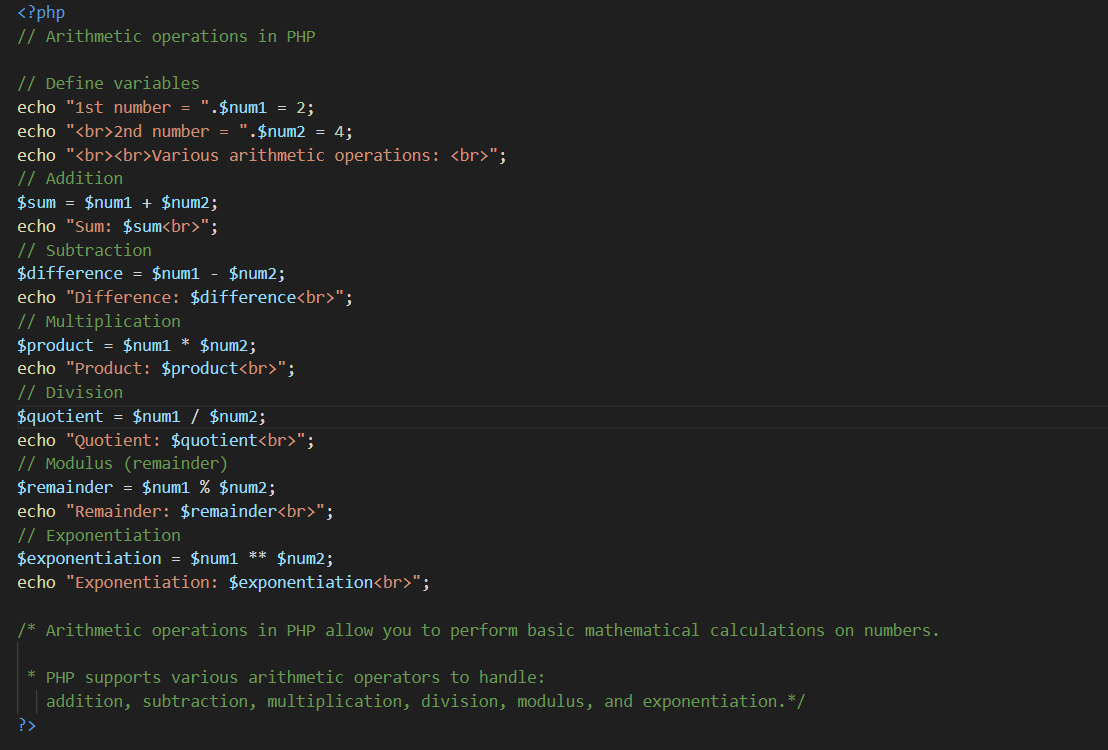 <?php
// Arithmetic operations in PHP
// Define variables
echo "1st number = ".$num1 = 2;
echo "<br>2nd number = ".$num2 = 4;
echo "<br><br>Various arithmetic operations: <br>";
// Addition
$sum = $num1 + $num2;
echo "Sum: $sum<br>";
// Subtraction
$difference = $num1 - $num2;
echo "Difference: $difference<br>";
// Multiplication
$product = $num1 * $num2;
echo "Product: $product<br>";
// Division
$quotient = $num1 / $num2;
echo "Quotient: $quotient<br>";
// Modulus (remainder)
$remainder = $num1 % $num2;
echo "Remainder: $remainder<br>";
// Exponentiation
$exponentiation = $num1 ** $num2;
echo "Exponentiation: $exponentiation<br>";
/* Arithmetic operations in PHP allow you to perform basic mathematical calculations on numbers.
 * PHP supports various arithmetic operators to handle:
   addition, subtraction, multiplication, division, modulus, and exponentiation.*/
?>